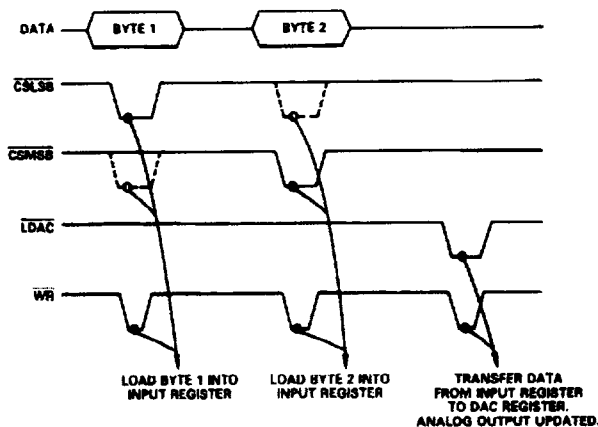 DATA
BYTE 1
BYTE 2
CSLSB
CSMSB
LDAC
WR
LOAD BYTE 1 INTO
INPUT REGISTER
LOAD BYTE 2 INTO
INPUT REGISTER
TRANSFER DATA
FROM INPUT REGISTER
TO DAC REGISTER.
ANALOG OUTPUT UPDATED.